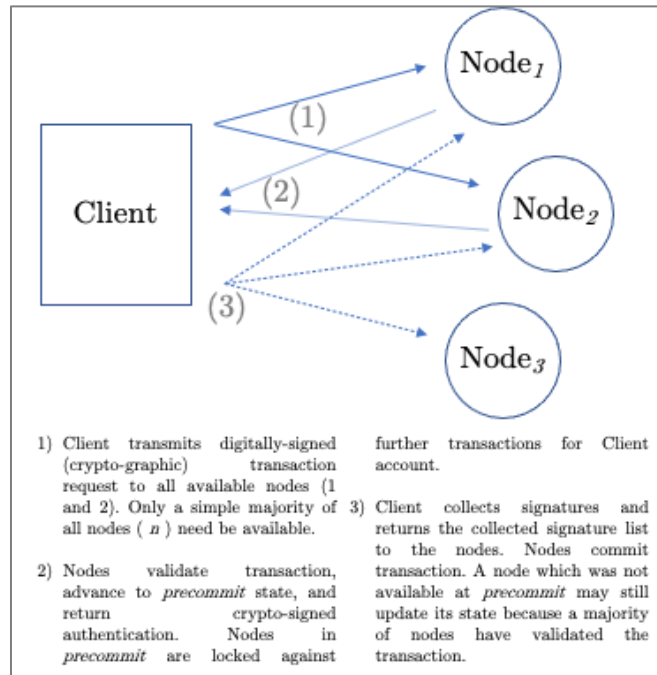 Node1
(1)
Client
(2)
Node2
(3)
Node3
1) Client transmits digitally-signed
(crypto-graphic) transaction
request to all available nodes (1
and 2). Only a simple majority of
all nodes ( n ) need be available.
2) Nodes validate transaction,
advance to precommit state, and
return crypto-signed
authentication. Nodes in
precommit are locked against
further transactions for Client
account.
3) Client collects signatures and
returns the collected signature list
to the nodes. Nodes commit
transaction. A node which was not
available at precommit may still
update its state because a majority
of nodes have validated the
transaction.